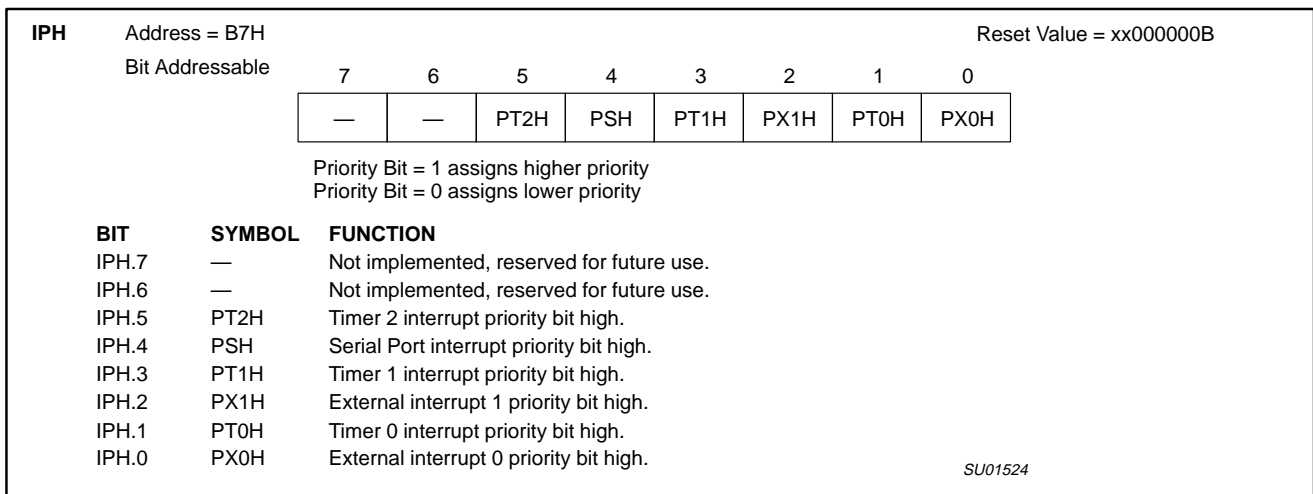 IPH Address = B7H Reset Value = xx000000B
Bit Addressable
7 6 5 4 3 2 1 0
— — PT2H PSH PT1H PX1H PT0H PX0H
Priority Bit = 1 assigns higher priority
Priority Bit = 0 assigns lower priority
BIT SYMBOL FUNCTION
IPH.7 — Not implemented, reserved for future use.
IPH.6 — Not implemented, reserved for future use.
IPH.5 PT2H Timer 2 interrupt priority bit high.
IPH.4 PSH Serial Port interrupt priority bit high.
IPH.3 PT1H Timer 1 interrupt priority bit high.
IPH.2 PX1H External interrupt 1 priority bit high.
IPH.1 PT0H Timer 0 interrupt priority bit high.
IPH.0 PX0H External interrupt 0 priority bit high.
SU01524